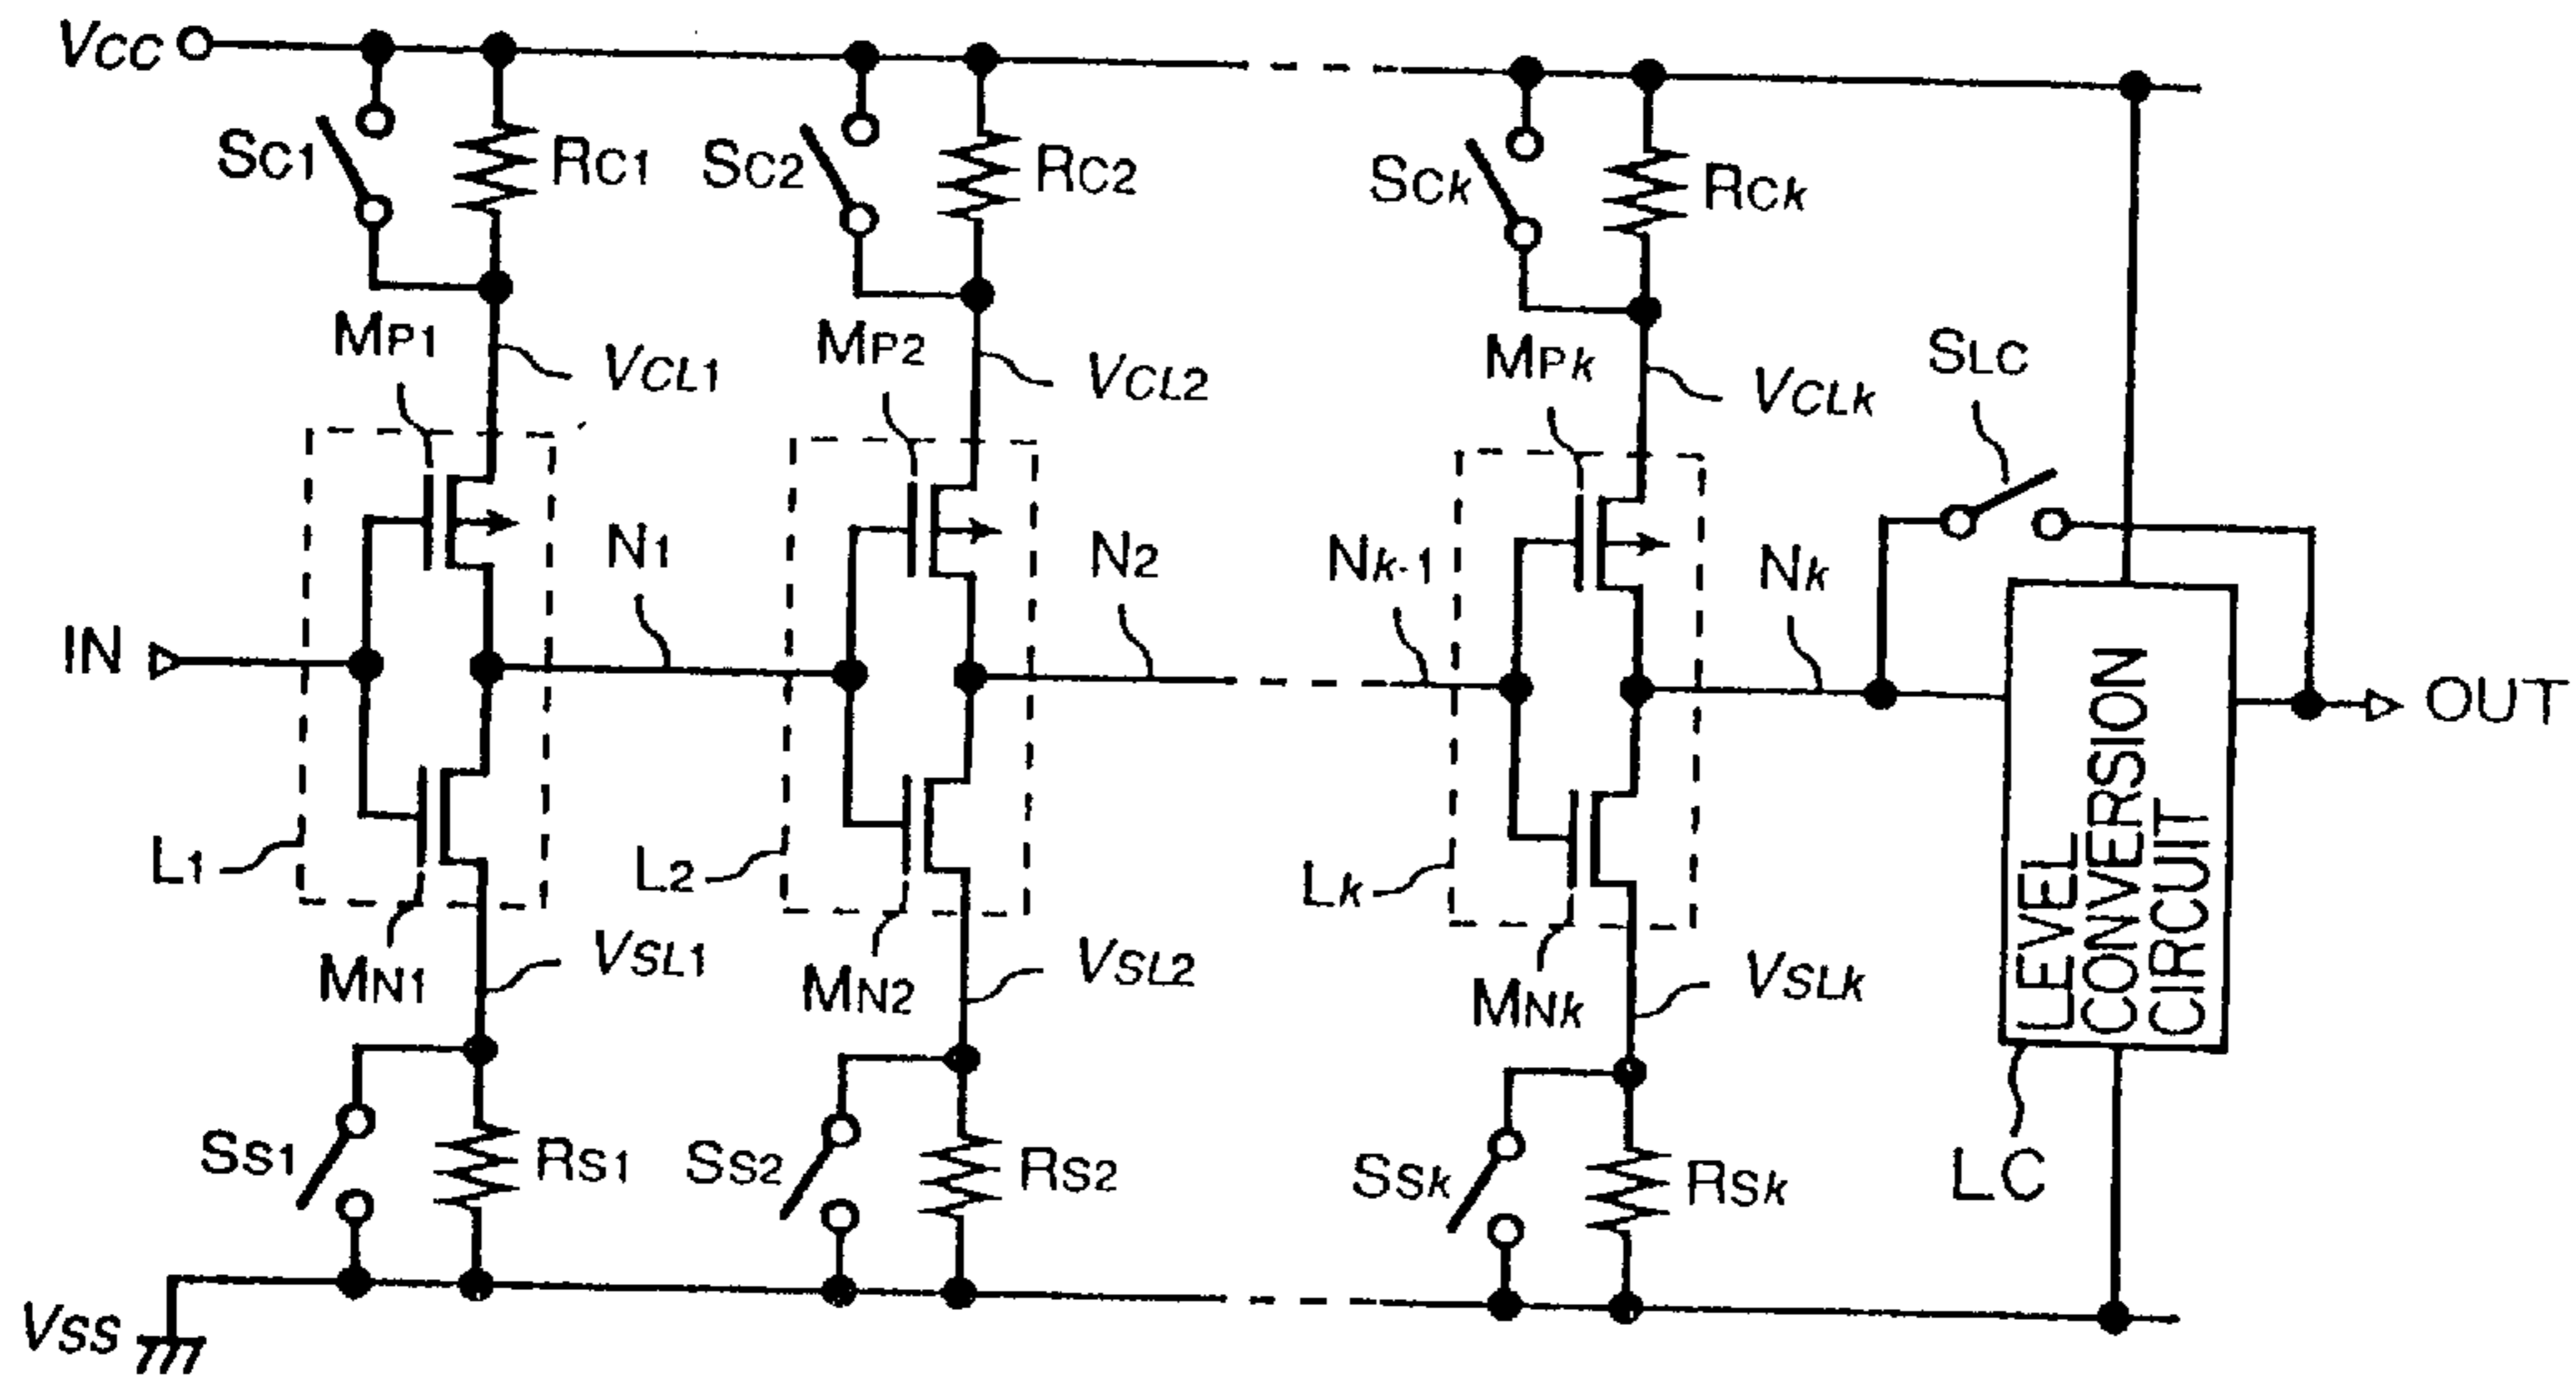 VCC
SC1
RC1
SC2
RC2
SCk
RCk
MP1
VCL1
MP2
VCL2
MPk
VCLk
SLC
IN
N1
N2
Nk-1
Nk
OUT
LEVEL
CONVERSION
CIRCUIT
L1
L2
Lk
MN1
VSL1
MN2
VSL2
MNk
VSLk
SS1
RS1
SS2
RS2
SSk
RSk
LC
VSS